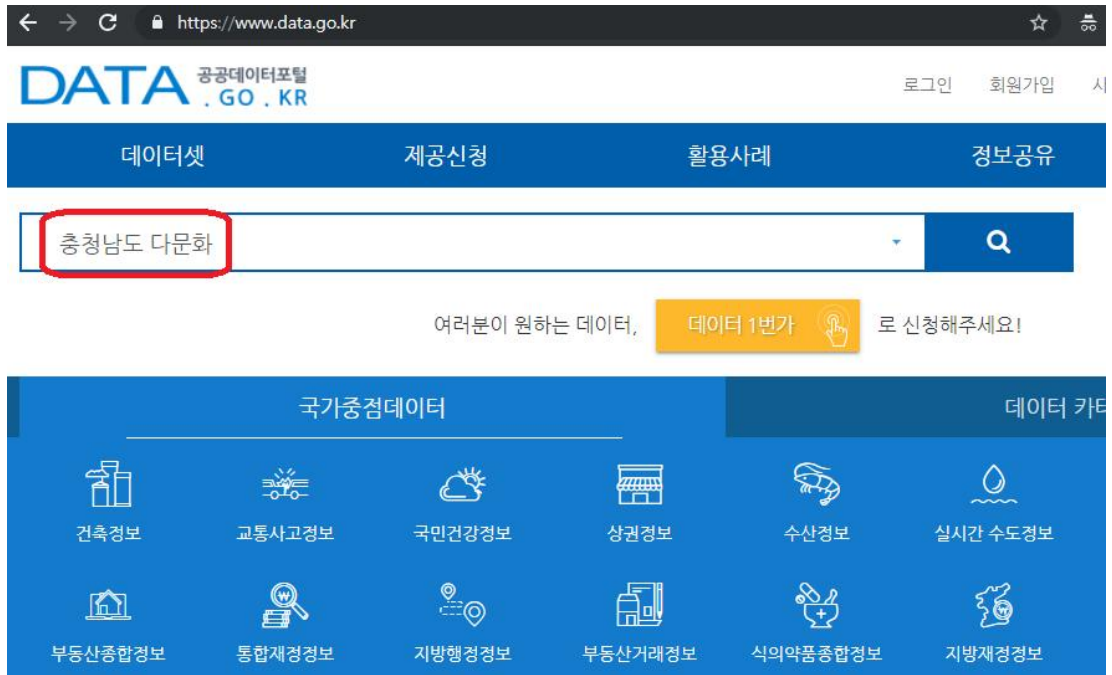 https://www.data.go.kr
DATA 공공데이터포털
. GO . KR
로그인 회원가입 시
데이터셋 제공신청 활용사례 정보공유
충청남도 다문화
여러분이 원하는 데이터, 데이터 1번가 로 신청해주세요!
국가중점데이터 데이터 카테
건축정보 교통사고정보 국민건강정보 상권정보 수산정보 실시간 수도정보
부동산종합정보 통합재정정보 지방행정정보 부동산거래정보 식의약품종합정보 지방재정정보